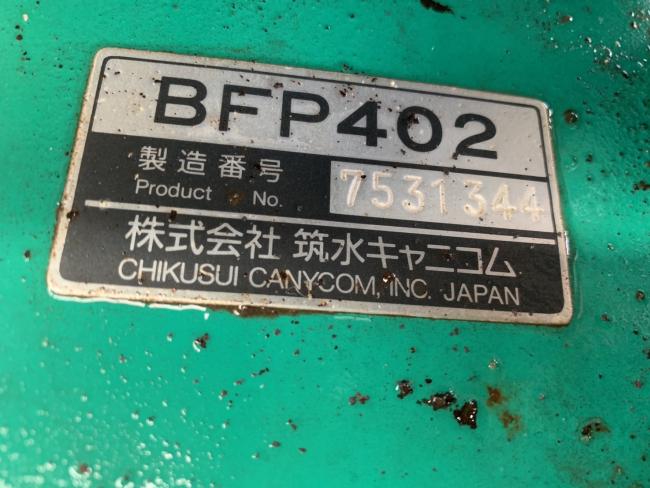 BFP402
製造番号
Product No. 7531344
株式会社 筑水キャニコム
CHIKUSUI CANYCOM, INC. JAPAN